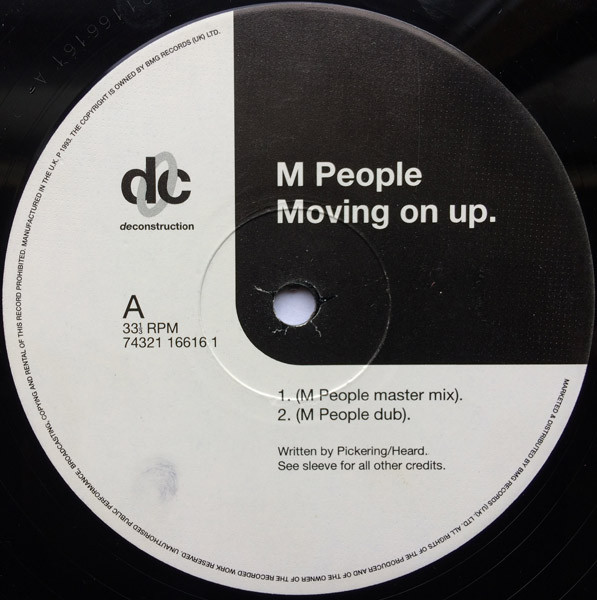 dc
deconstruction
M People
Moving on up.
A
33⅓ RPM
74321 16616 1
1. (M People master mix).
2. (M People dub).
Written by Pickering/Heard.
See sleeve for all other credits.
MARKETED & DISTRIBUTED BY BMG RECORDS (U.K.) LTD. ALL RIGHTS OF THE PRODUCER AND OF THE OWNER OF THE RECORDED WORK RESERVED. UNAUTHORISED PUBLIC PERFORMANCE, BROADCASTING, COPYING AND RENTAL OF THIS RECORD PROHIBITED. MANUFACTURED IN THE U.K. P 1993. THE COPYRIGHT IS OWNED BY BMG RECORDS (UK) LTD.